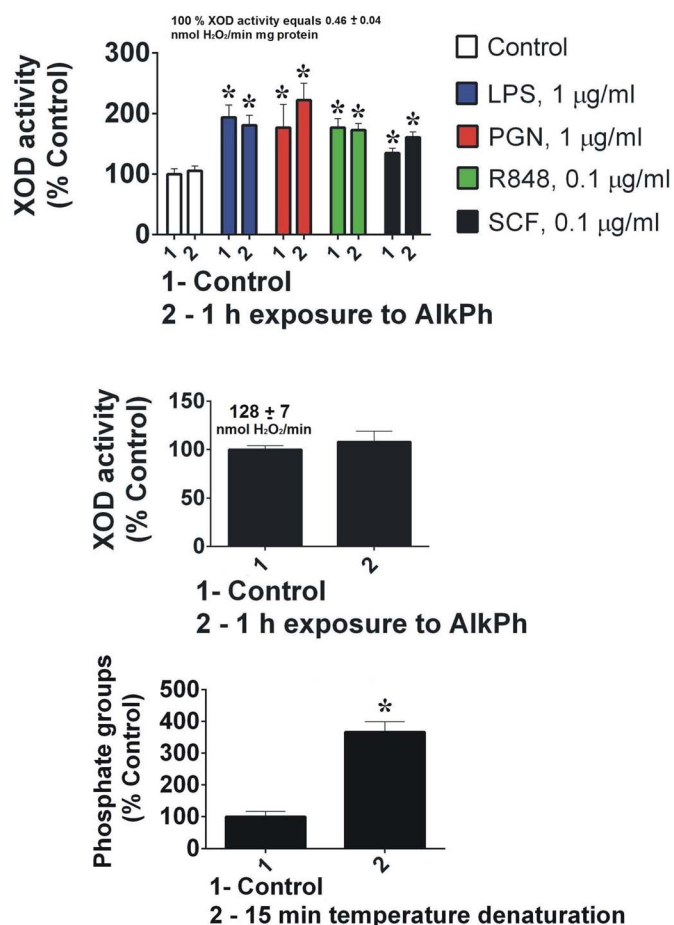 100 % XOD activity equals 0.46 ± 0.04
nmol H₂O₂/min mg protein
XOD activity
(% Control)
300
200
100
0
* * * * * * * *
1 2 1 2 1 2 1 2 1 2
1- Control
2 - 1 h exposure to AlkPh
Control
LPS, 1 µg/ml
PGN, 1 µg/ml
R848, 0.1 µg/ml
SCF, 0.1 µg/ml
XOD activity
(% Control)
150
100
50
0
128 ± 7
nmol H₂O₂/min
1 2
1- Control
2 - 1 h exposure to AlkPh
Phosphate groups
(% Control)
500
400
300
200
100
0
*
1 2
1- Control
2 - 15 min temperature denaturation